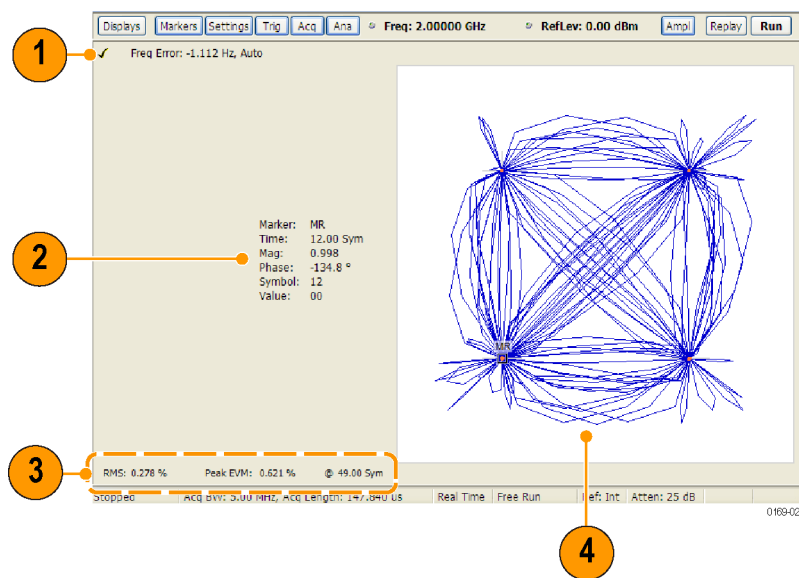 Displays Markers Settings Trig Acq Ana Freq: 2.00000 GHz RefLev: 0.00 dBm Ampl Replay Run
1
Freq Error: -1.112 Hz, Auto
2
Marker: MR
Time: 12.00 Sym
Mag: 0.998
Phase: -134.8 °
Symbol: 12
Value: 00
MR
3
RMS: 0.278 % Peak EVM: 0.621 % @ 49.00 Sym
Stopped Acq BW: 5.00 MHz, Acq Length: 147.840 us Real Time Free Run Ref: Int Atten: 25 dB
0169-02
4